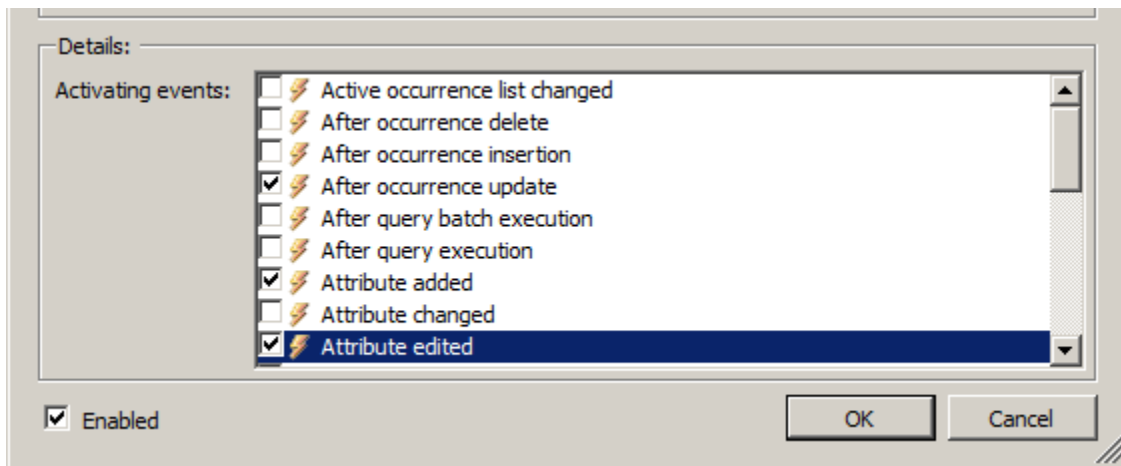 Details:
Activating events:
Active occurrence list changed
After occurrence delete
After occurrence insertion
After occurrence update
After query batch execution
After query execution
Attribute added
Attribute changed
Attribute edited
Enabled
OK
Cancel